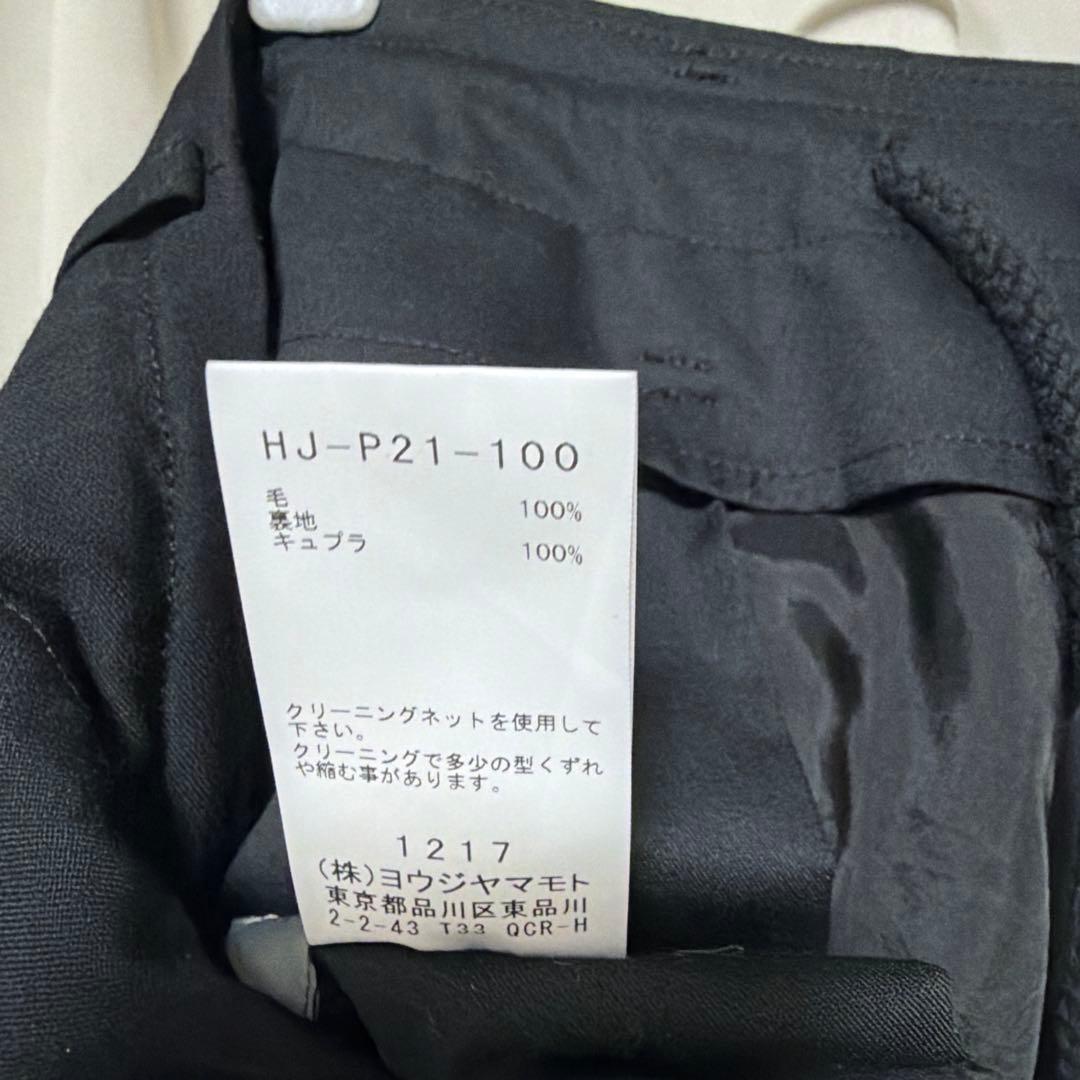 HJ-P21-100
毛 100%
裏地
キュプラ 100%
クリーニングネットを使用して
下さい。
クリーニングで多少の型くずれ
や縮む事があります。
1217
(株)ヨウジヤマモト
東京都品川区東品川
2-2-43 T33 QCR-H